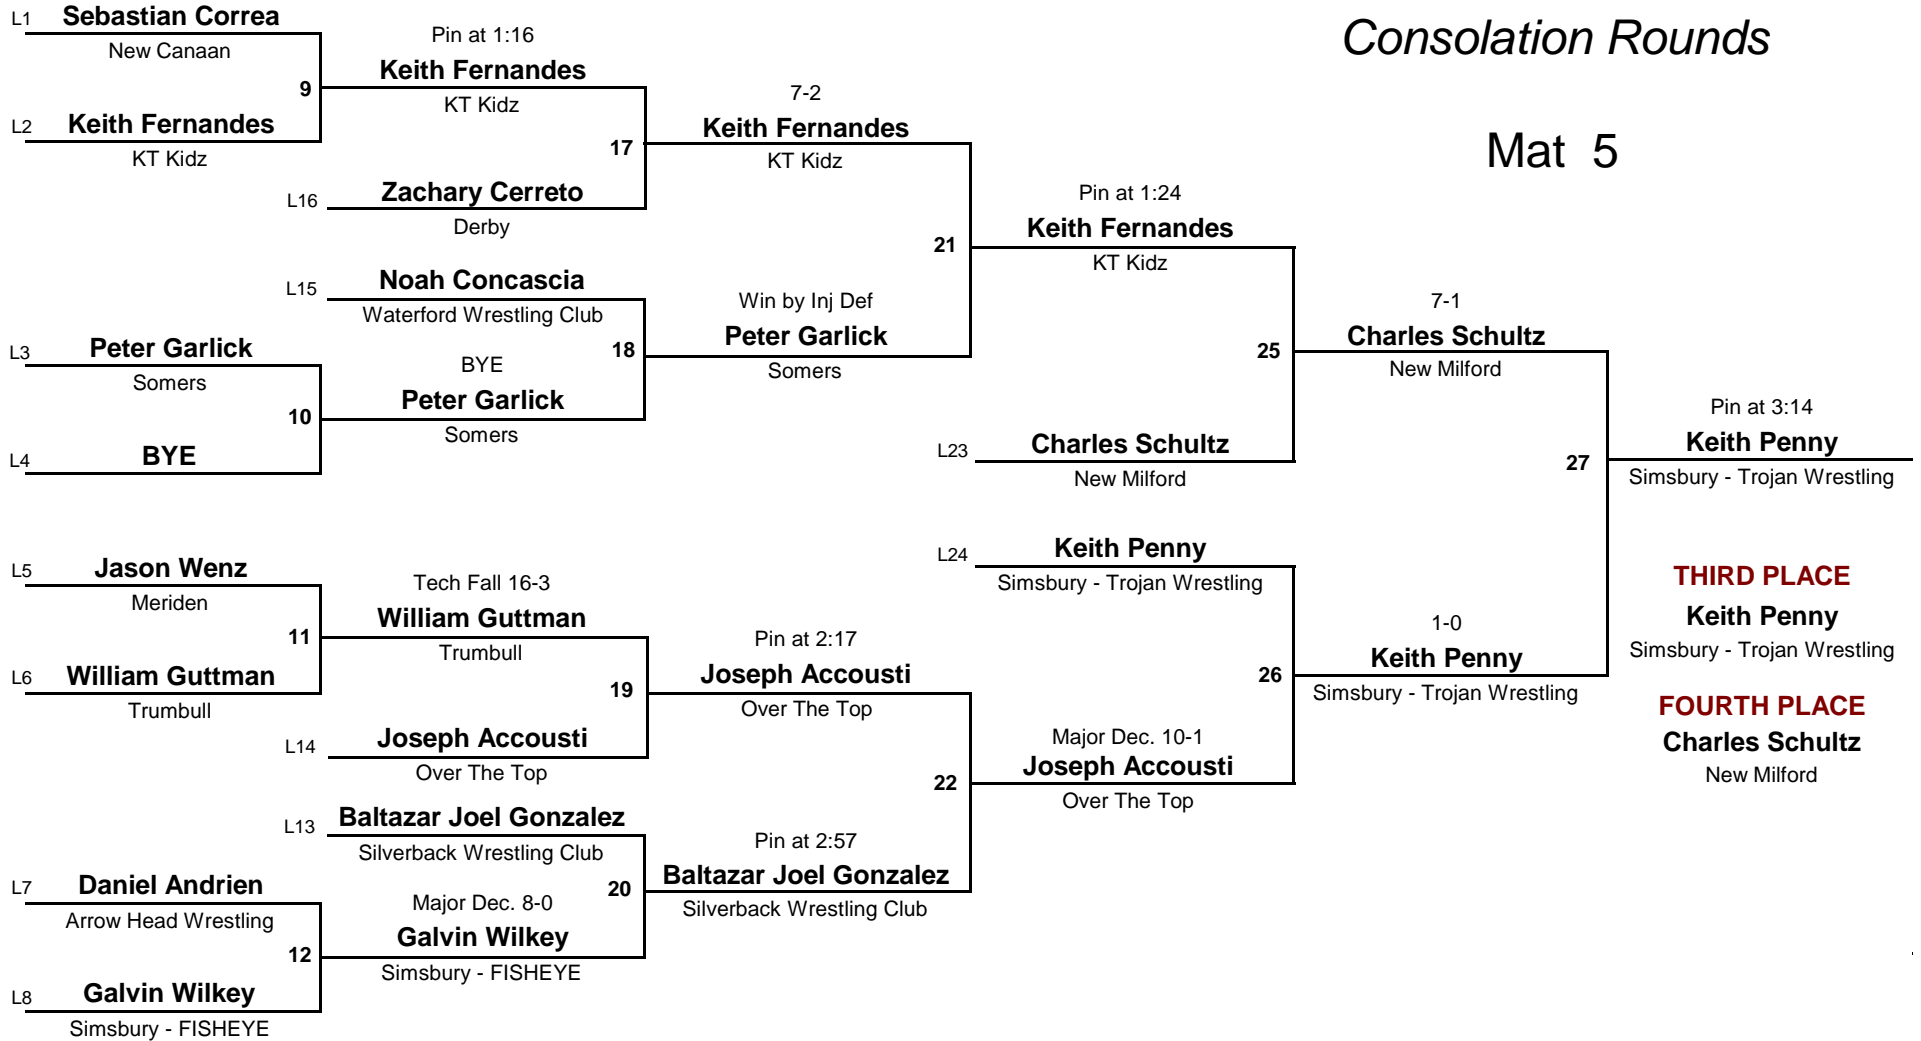 Consolation Rounds
Mat 5
L1 Sebastian Correa
New Canaan
9
L2 Keith Fernandes
KT Kidz
Pin at 1:16
Keith Fernandes
KT Kidz
17
L16 Zachary Cerreto
Derby
7-2
Keith Fernandes
KT Kidz
21
L15 Noah Concascia
Waterford Wrestling Club
18
L3 Peter Garlick
Somers
10
L4 BYE
BYE
Peter Garlick
Somers
Win by Inj Def
Peter Garlick
Somers
Pin at 1:24
Keith Fernandes
KT Kidz
25
L23 Charles Schultz
New Milford
7-1
Charles Schultz
New Milford
27
L5 Jason Wenz
Meriden
11
L6 William Guttman
Trumbull
Tech Fall 16-3
William Guttman
Trumbull
19
L14 Joseph Accousti
Over The Top
Pin at 2:17
Joseph Accousti
Over The Top
22
L13 Baltazar Joel Gonzalez
Silverback Wrestling Club
20
L7 Daniel Andrien
Arrow Head Wrestling
12
L8 Galvin Wilkey
Simsbury - FISHEYE
Major Dec. 8-0
Galvin Wilkey
Simsbury - FISHEYE
Pin at 2:57
Baltazar Joel Gonzalez
Silverback Wrestling Club
L24 Keith Penny
Simsbury - Trojan Wrestling
26
Major Dec. 10-1
Joseph Accousti
Over The Top
1-0
Keith Penny
Simsbury - Trojan Wrestling
Pin at 3:14
Keith Penny
Simsbury - Trojan Wrestling
THIRD PLACE
Keith Penny
Simsbury - Trojan Wrestling
FOURTH PLACE
Charles Schultz
New Milford